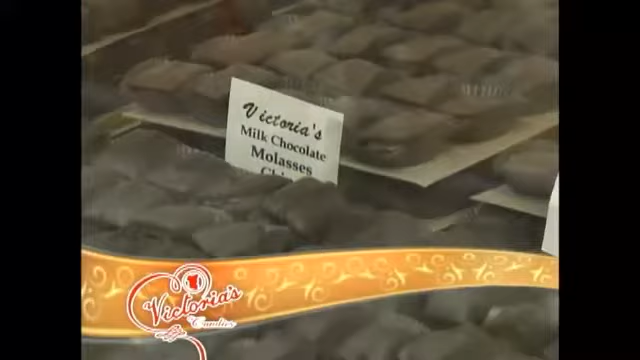 Victoria's
Milk Chocolate
Molasses
Victoria's
Candies